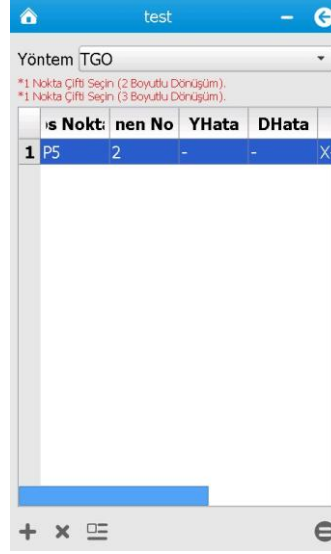 test
Yöntem TGO
*1 Nokta Çifti Seçin (2 Boyutlu Dönüşüm).
*1 Nokta Çifti Seçin (3 Boyutlu Dönüşüm).
s Nokt nen No YHata DHata
1 P5 2 - - X